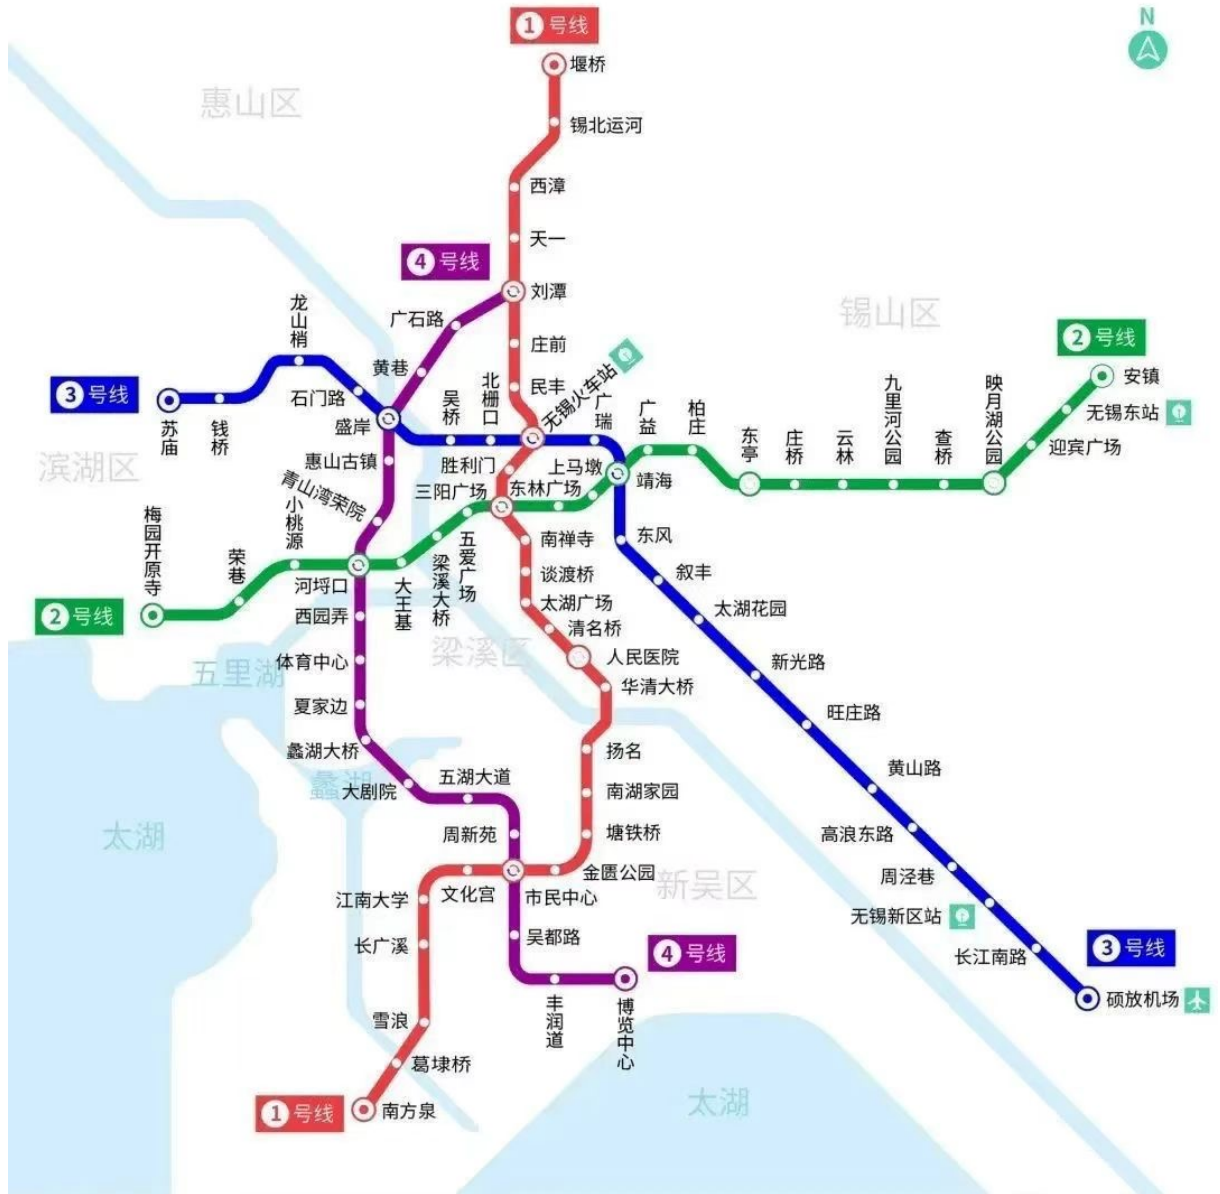 N
1号线
堰桥
锡北运河
惠山区
西漳
天一
4号线
刘潭
锡山区
龙山梢
广石路
庄前
2号线
无锡火车站
黄巷
北栅口
民丰
安镇
3号线
石门路
吴桥
广瑞
广益
柏庄
九里河公园
映月湖公园
无锡东站
苏庙
钱桥
盛岸
东亭
庄桥
云林
查桥
迎宾广场
滨湖区
惠山古镇
胜利门
上马墩
靖海
青山湾荣院
三阳广场
东林广场
小桃源
梅园开原寺
荣巷
五爱广场
南禅寺
东风
梁溪大桥
大王基
河埒口
谈渡桥
叙丰
2号线
西园弄
太湖广场
太湖花园
清名桥
梁溪区
体育中心
五里湖
人民医院
新光路
华清大桥
夏家边
旺庄路
蠡湖大桥
扬名
黄山路
五湖大道
蠡湖
大剧院
南湖家园
太湖
周新苑
塘铁桥
高浪东路
金匮公园
周泾巷
新吴区
江南大学
文化宫
市民中心
无锡新区站
吴都路
长广溪
4号线
3号线
长江南路
硕放机场
丰润道
博览中心
雪浪
葛埭桥
太湖
1号线
南方泉